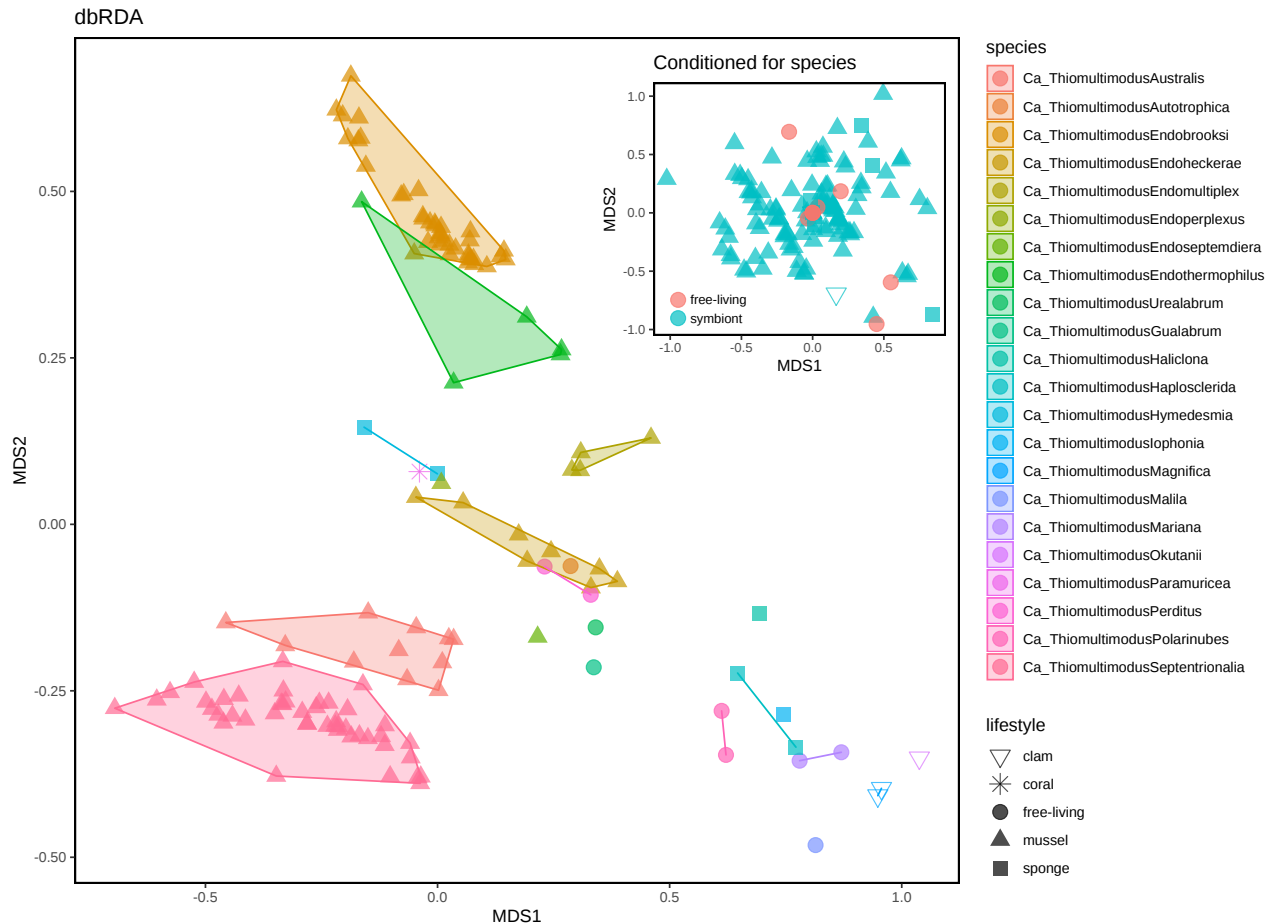 dbRDA
Conditioned for species
1.0
0.5
0.0
-0.5
-1.0
MDS2
free-living
symbiont
-1.0
-0.5
0.0
0.5
MDS1
0.50
0.25
0.00
-0.25
-0.50
MDS2
-0.5
0.0
0.5
1.0
MDS1
species
Ca_ThiomultimodusAustralis
Ca_ThiomultimodusAutotrophica
Ca_ThiomultimodusEndobrooksi
Ca_ThiomultimodusEndoheckerae
Ca_ThiomultimodusEndomultiplex
Ca_ThiomultimodusEndoperplexus
Ca_ThiomultimodusEndoseptemdiera
Ca_ThiomultimodusEndothermophilus
Ca_ThiomultimodusUrealabrum
Ca_ThiomultimodusGualabrum
Ca_ThiomultimodusHaliclona
Ca_ThiomultimodusHaplosclerida
Ca_ThiomultimodusHymedesmia
Ca_ThiomultimodusIophonia
Ca_ThiomultimodusMagnifica
Ca_ThiomultimodusMalila
Ca_ThiomultimodusMariana
Ca_ThiomultimodusOkutanii
Ca_ThiomultimodusParamuricea
Ca_ThiomultimodusPerditus
Ca_ThiomultimodusPolarinubes
Ca_ThiomultimodusSeptentrionalia
lifestyle
clam
coral
free-living
mussel
sponge